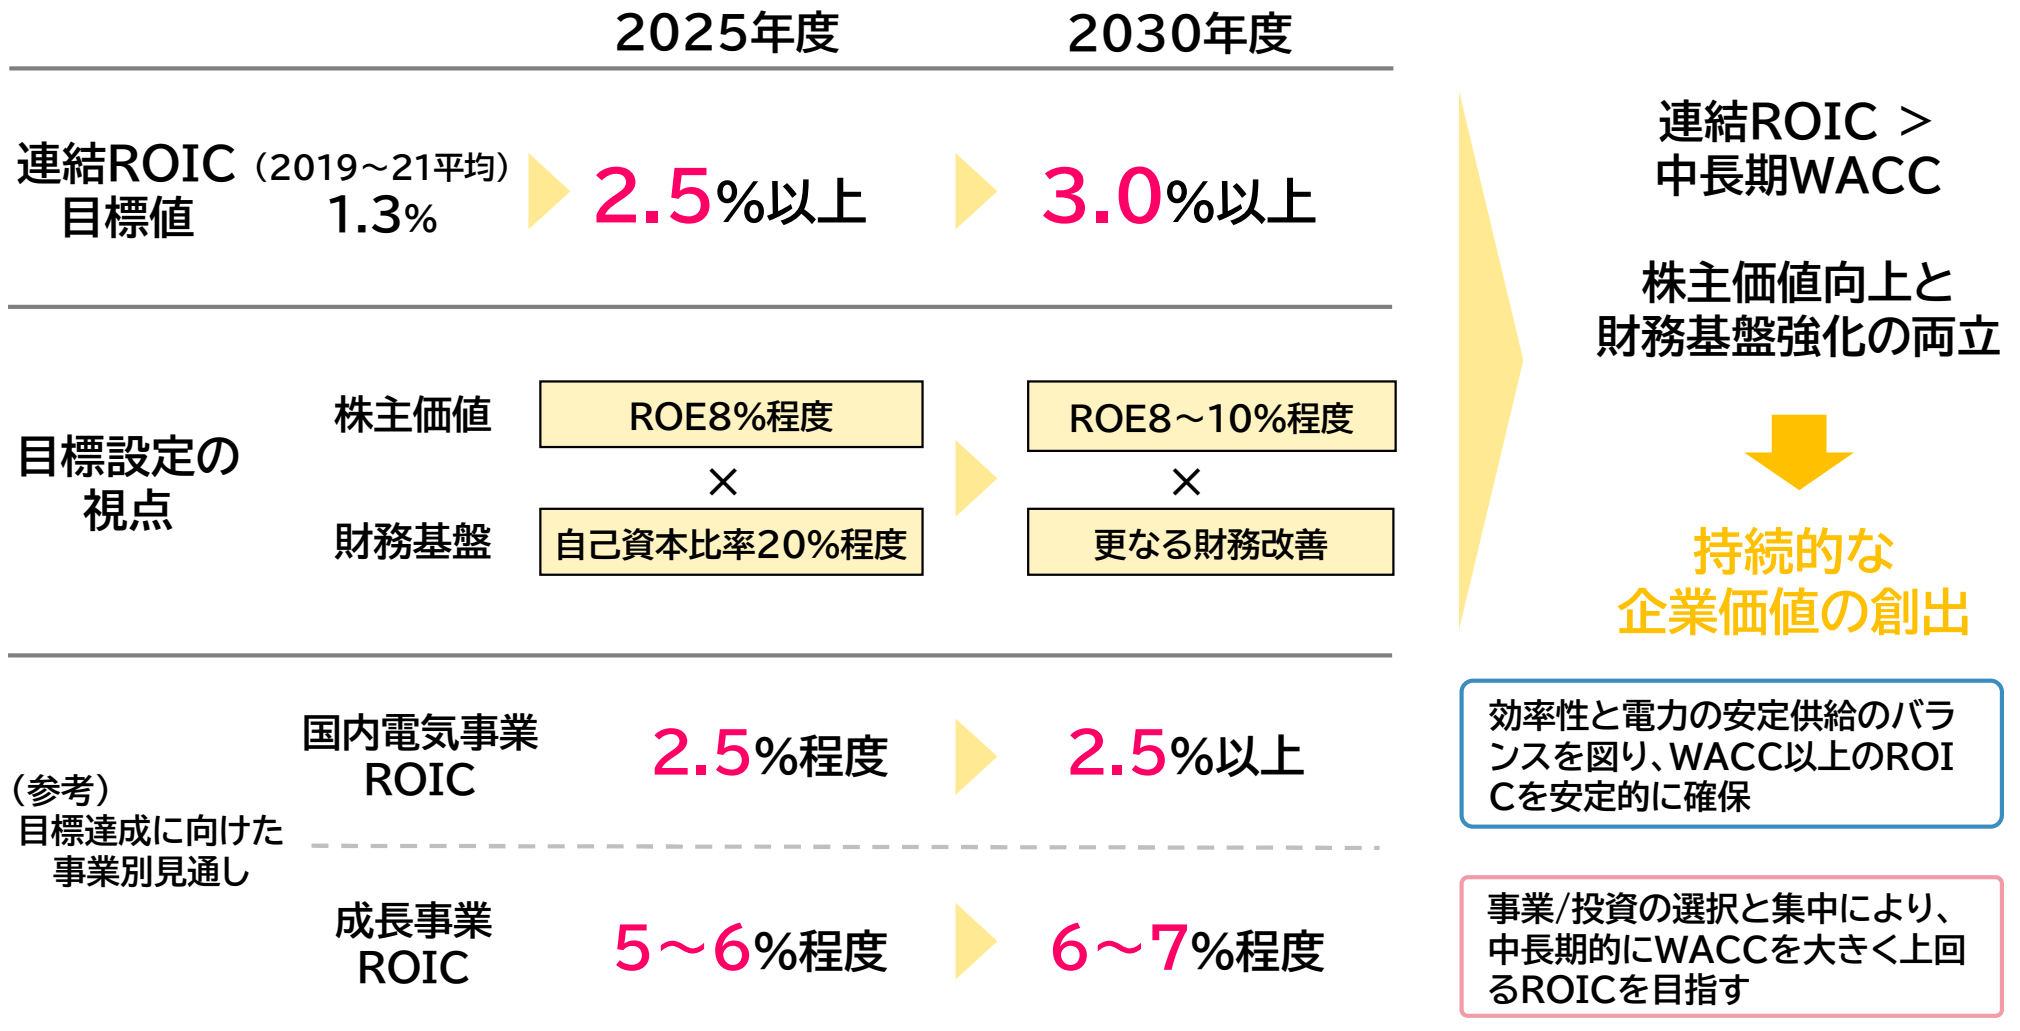 2025年度
2030年度
連結ROIC
目標値
（2019～21平均）
1.3%
2.5%以上
3.0%以上
目標設定の
視点
株主価値
ROE8%程度
ROE8～10%程度
×
×
財務基盤
自己資本比率20%程度
更なる財務改善
（参考）
目標達成に向けた
事業別見通し
国内電気事業
ROIC
2.5%程度
2.5%以上
成長事業
ROIC
5～6%程度
6～7%程度
連結ROIC ＞
中長期WACC
株主価値向上と
財務基盤強化の両立
持続的な
企業価値の創出
効率性と電力の安定供給のバラ
ンスを図り、WACC以上のROI
Cを安定的に確保
事業/投資の選択と集中により、
中長期的にWACCを大きく上回
るROICを目指す